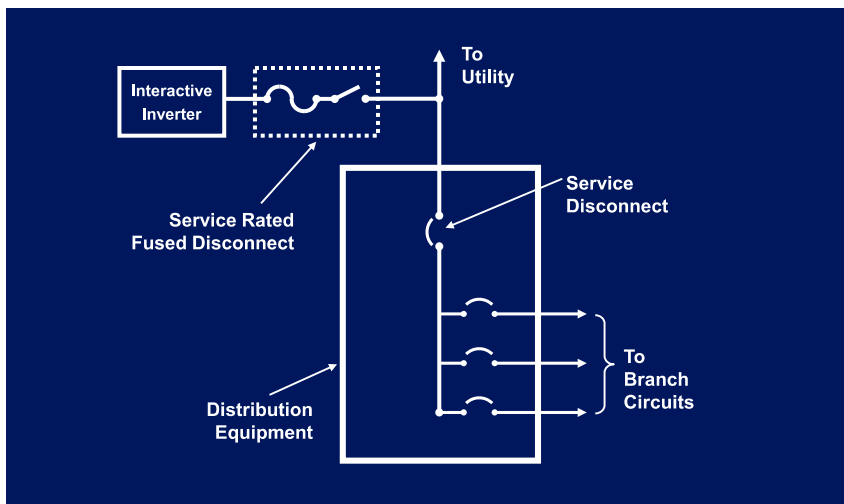 To
Utility
Interactive
Inverter
Service Rated
Fused Disconnect
Service
Disconnect
To
Branch
Circuits
Distribution
Equipment